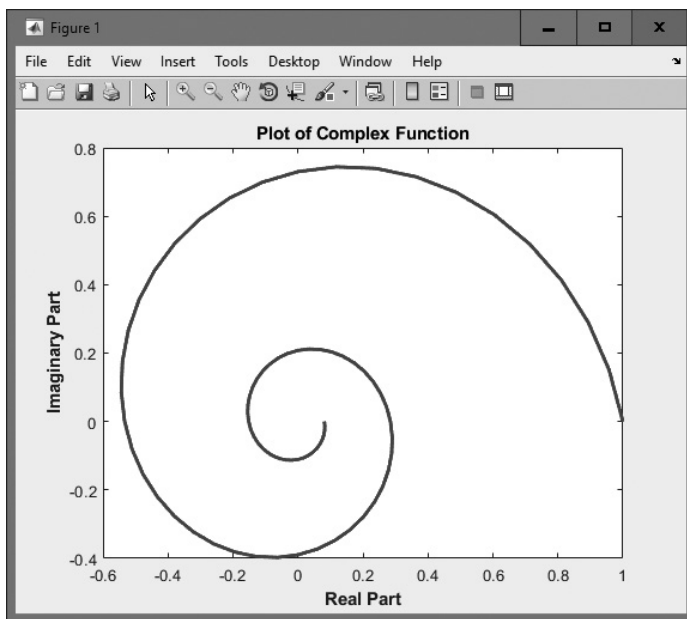 Figure 1
File Edit View Insert Tools Desktop Window Help
Plot of Complex Function
0.8
0.6
0.4
0.2
0
-0.2
-0.4
Imaginary Part
-0.6 -0.4 -0.2 0 0.2 0.4 0.6 0.8 1
Real Part